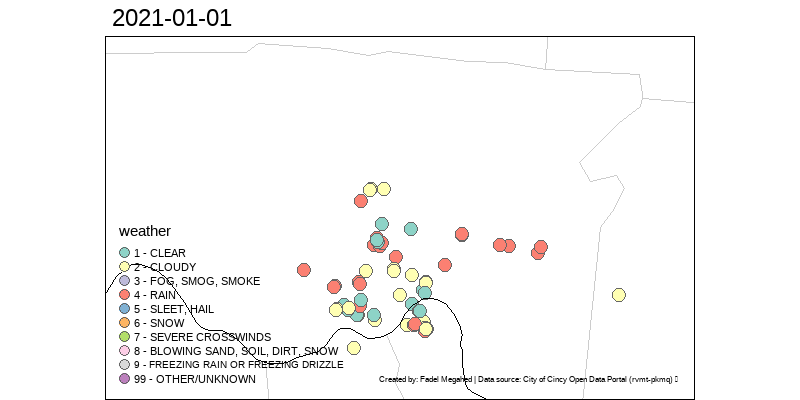 2021-01-01
weather
1 - CLEAR
2 - CLOUDY
3 - FOG, SMOG, SMOKE
4 - RAIN
5 - SLEET, HAIL
6 - SNOW
7 - SEVERE CROSSWINDS
8 - BLOWING SAND, SOIL, DIRT, SNOW
9 - FREEZING RAIN OR FREEZING DRIZZLE
99 - OTHER/UNKNOWN
Created by: Fadel Megahed | Data source: City of Cincy Open Data Portal (rvmt-pkmq)